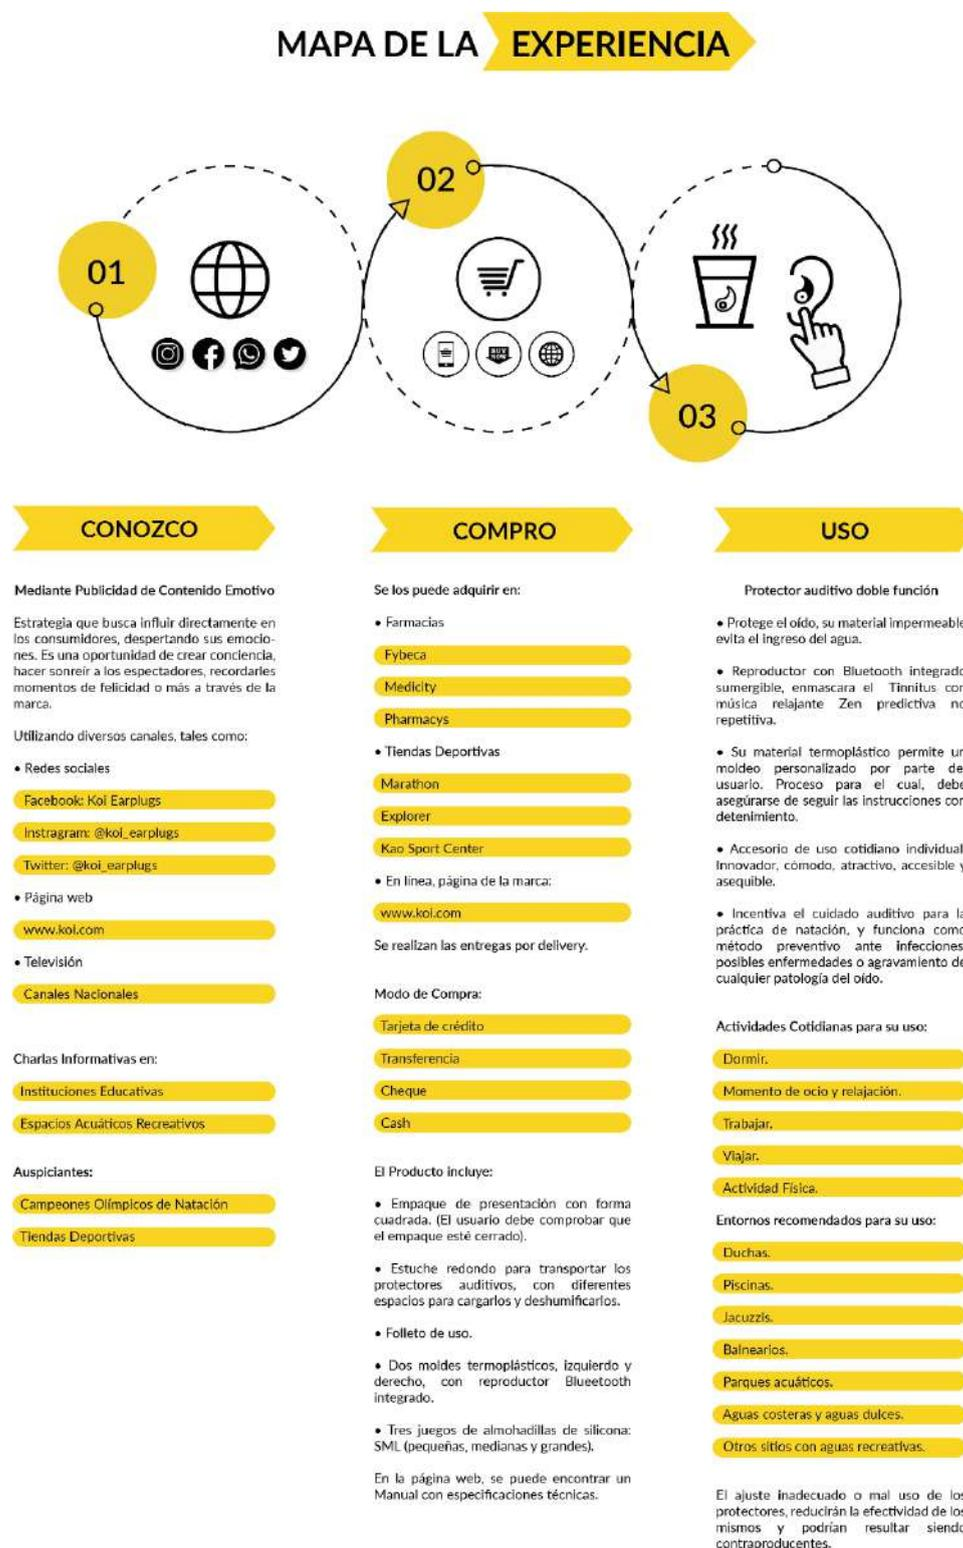 MAPA DE LA EXPERIENCIA
01
02
BUY
NOW
03
CONOZCO
Mediante Publicidad de Contenido Emotivo
Estrategia que busca influir directamente en
los consumidores, despertando sus emocio-
nes. Es una oportunidad de crear conciencia,
hacer sonreír a los espectadores, recordarles
momentos de felicidad o más a través de la
marca.
Utilizando diversos canales, tales como:
• Redes sociales
Facebook: Koi Earplugs
Instragram: @koi_earplugs
Twitter: @koi_earplugs
• Página web
www.koi.com
• Televisión
Canales Nacionales
Charlas Informativas en:
Instituciones Educativas
Espacios Acuáticos Recreativos
Auspiciantes:
Campeones Olímpicos de Natación
Tiendas Deportivas
COMPRO
Se los puede adquirir en:
• Farmacias
Fybeca
Medicity
Pharmacys
• Tiendas Deportivas
Marathon
Explorer
Kao Sport Center
• En línea, página de la marca:
www.koi.com
Se realizan las entregas por delivery.
Modo de Compra:
Tarjeta de crédito
Transferencia
Cheque
Cash
El Producto incluye:
• Empaque de presentación con forma
cuadrada. (El usuario debe comprobar que
el empaque esté cerrado).
• Estuche redondo para transportar los
protectores auditivos, con diferentes
espacios para cargarlos y deshumificarlos.
• Folleto de uso.
• Dos moldes termoplásticos, izquierdo y
derecho, con reproductor Blueetooth
integrado.
• Tres juegos de almohadillas de silicona:
SML (pequeñas, medianas y grandes).
En la página web, se puede encontrar un
Manual con especificaciones técnicas.
USO
Protector auditivo doble función
• Protege el oído, su material impermeable
evita el ingreso del agua.
• Reproductor con Bluetooth integrado
sumergible, enmascara el Tinnitus con
música relajante Zen predictiva no
repetitiva.
• Su material termoplástico permite un
moldeo personalizado por parte del
usuario. Proceso para el cual, debe
asegúrarse de seguir las instrucciones con
detenimiento.
• Accesorio de uso cotidiano individual.
Innovador, cómodo, atractivo, accesible y
asequible.
• Incentiva el cuidado auditivo para la
práctica de natación, y funciona como
método preventivo ante infecciones,
posibles enfermedades o agravamiento de
cualquier patología del oído.
Actividades Cotidianas para su uso:
Dormir.
Momento de ocio y relajación.
Trabajar.
Viajar.
Actividad Física.
Entornos recomendados para su uso:
Duchas.
Piscinas.
Jacuzzis.
Balnearios.
Parques acuáticos.
Aguas costeras y aguas dulces.
Otros sitios con aguas recreativas.
El ajuste inadecuado o mal uso de los
protectores, reducirán la efectividad de los
mismos y podrían resultar siendo
contraproducentes.